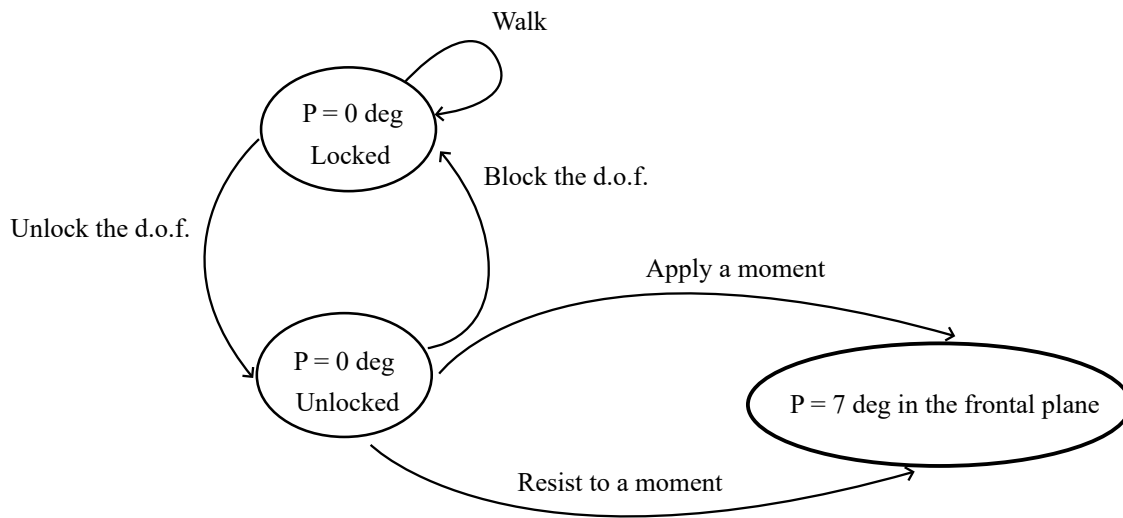 Walk
P = 0 deg
Locked
Block the d.o.f.
Unlock the d.o.f.
Apply a moment
P = 0 deg
Unlocked
P = 7 deg in the frontal plane
Resist to a moment